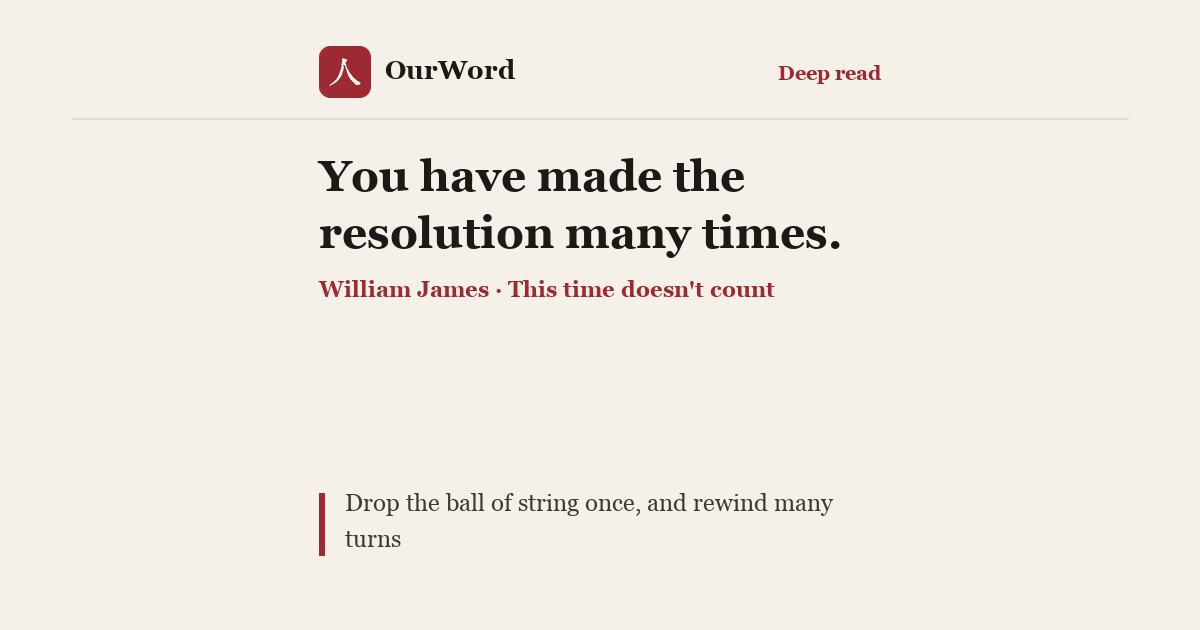 人 OurWord
Deep read
You have made the
resolution many times.
William James · This time doesn't count
Drop the ball of string once, and rewind many
turns